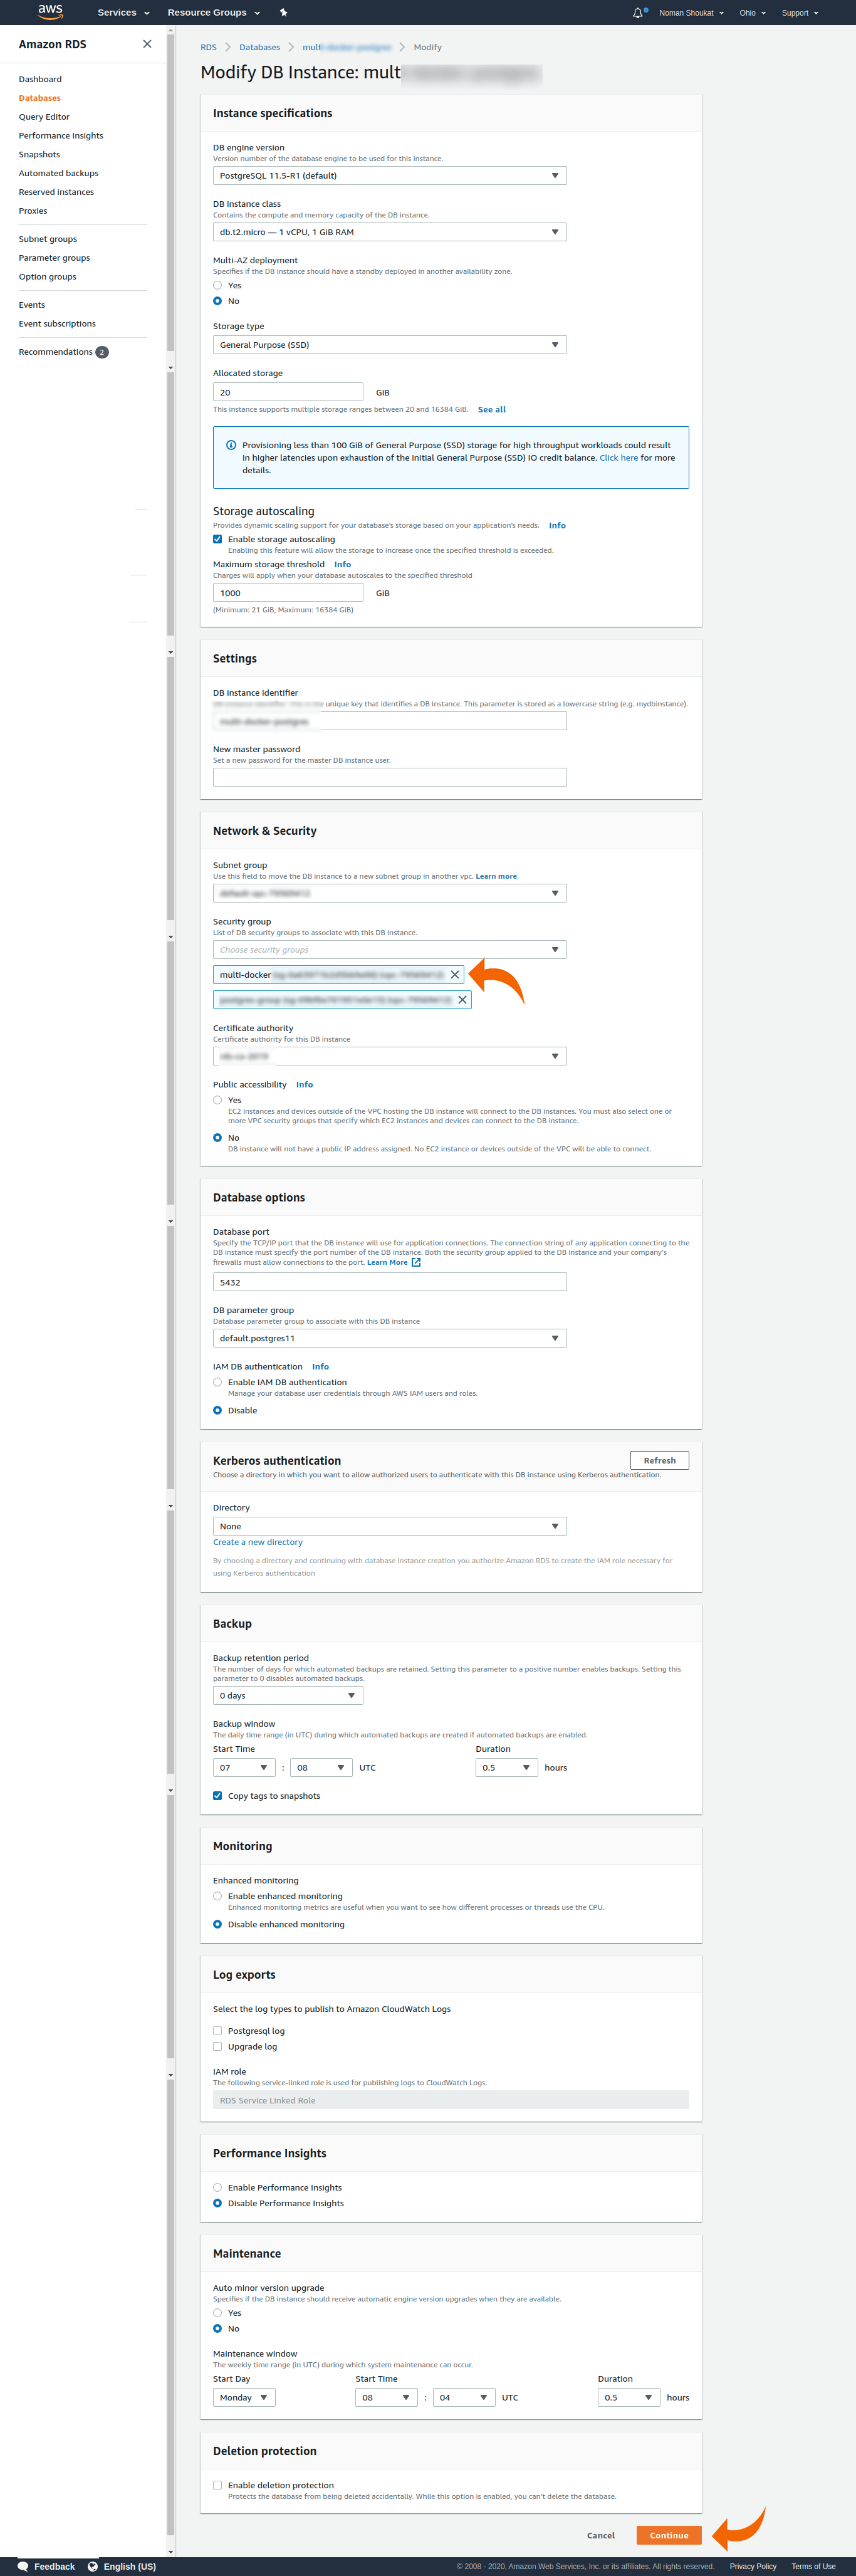 aws Services Resource Groups Noman Shoukat Ohio Support
Amazon RDS
Dashboard
Databases
Query Editor
Performance Insights
Snapshots
Automated backups
Reserved instances
Proxies
Subnet groups
Parameter groups
Option groups
Events
Event subscriptions
Recommendations 2
RDS > Databases > mult > Modify
Modify DB Instance: mult
Instance specifications
DB engine version
Version number of the database engine to be used for this instance.
PostgreSQL 11.5-R1 (default)
DB instance class
Contains the compute and memory capacity of the DB instance.
db.t2.micro — 1 vCPU, 1 GiB RAM
Multi-AZ deployment
Specifies if the DB instance should have a standby deployed in another availability zone.
Yes
No
Storage type
General Purpose (SSD)
Allocated storage
20 GiB
This instance supports multiple storage ranges between 20 and 16384 GiB. See all
Provisioning less than 100 GiB of General Purpose (SSD) storage for high throughput workloads could result
in higher latencies upon exhaustion of the initial General Purpose (SSD) IO credit balance. Click here for more
details.
Storage autoscaling
Provides dynamic scaling support for your database's storage based on your application's needs. Info
Enable storage autoscaling
Enabling this feature will allow the storage to increase once the specified threshold is exceeded.
Maximum storage threshold Info
Charges will apply when your database autoscales to the specified threshold
1000 GiB
(Minimum: 21 GiB, Maximum: 16384 GiB)
Settings
DB instance identifier
unique key that identifies a DB instance. This parameter is stored as a lowercase string (e.g. mydbinstance).
New master password
Set a new password for the master DB instance user.
Network & Security
Subnet group
Use this field to move the DB instance to a new subnet group in another vpc. Learn more.
Security group
List of DB security groups to associate with this DB instance.
Choose security groups
multi-docker
Certificate authority
Certificate authority for this DB instance
Public accessibility Info
Yes
EC2 instances and devices outside of the VPC hosting the DB instance will connect to the DB instances. You must also select one or
more VPC security groups that specify which EC2 instances and devices can connect to the DB instance.
No
DB instance will not have a public IP address assigned. No EC2 instance or devices outside of the VPC will be able to connect.
Database options
Database port
Specify the TCP/IP port that the DB instance will use for application connections. The connection string of any application connecting to the
DB instance must specify the port number of the DB instance. Both the security group applied to the DB instance and your company's
firewalls must allow connections to the port. Learn More
5432
DB parameter group
Database parameter group to associate with this DB instance
default.postgres11
IAM DB authentication Info
Enable IAM DB authentication
Manage your database user credentials through AWS IAM users and roles.
Disable
Kerberos authentication Refresh
Choose a directory in which you want to allow authorized users to authenticate with this DB instance using Kerberos authentication.
Directory
None
Create a new directory
By choosing a directory and continuing with database instance creation you authorize Amazon RDS to create the IAM role necessary for
using Kerberos authentication
Backup
Backup retention period
The number of days for which automated backups are retained. Setting this parameter to a positive number enables backups. Setting this
parameter to 0 disables automated backups.
0 days
Backup window
The daily time range (in UTC) during which automated backups are created if automated backups are enabled.
Start Time Duration
07 : 08 UTC 0.5 hours
Copy tags to snapshots
Monitoring
Enhanced monitoring
Enable enhanced monitoring
Enhanced monitoring metrics are useful when you want to see how different processes or threads use the CPU.
Disable enhanced monitoring
Log exports
Select the log types to publish to Amazon CloudWatch Logs
Postgresql log
Upgrade log
IAM role
The following service-linked role is used for publishing logs to CloudWatch Logs.
RDS Service Linked Role
Performance Insights
Enable Performance Insights
Disable Performance Insights
Maintenance
Auto minor version upgrade
Specifies if the DB instance should receive automatic engine version upgrades when they are available.
Yes
No
Maintenance window
The weekly time range (in UTC) during which system maintenance can occur.
Start Day Start Time Duration
Monday 08 : 04 UTC 0.5 hours
Deletion protection
Enable deletion protection
Protects the database from being deleted accidentally. While this option is enabled, you can't delete the database.
Cancel Continue
Feedback English (US) © 2008 - 2020, Amazon Web Services, Inc. or its affiliates. All rights reserved. Privacy Policy Terms of Use